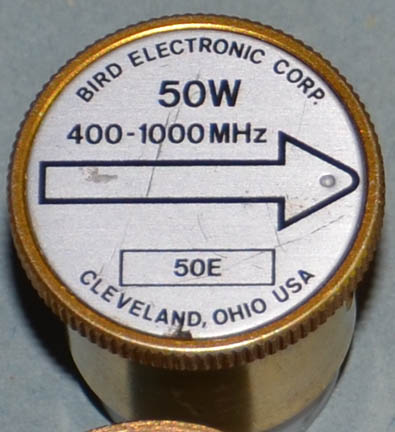 BIRD ELECTRONIC CORP.
50W
400-1000MHz
50E
CLEVELAND, OHIO USA